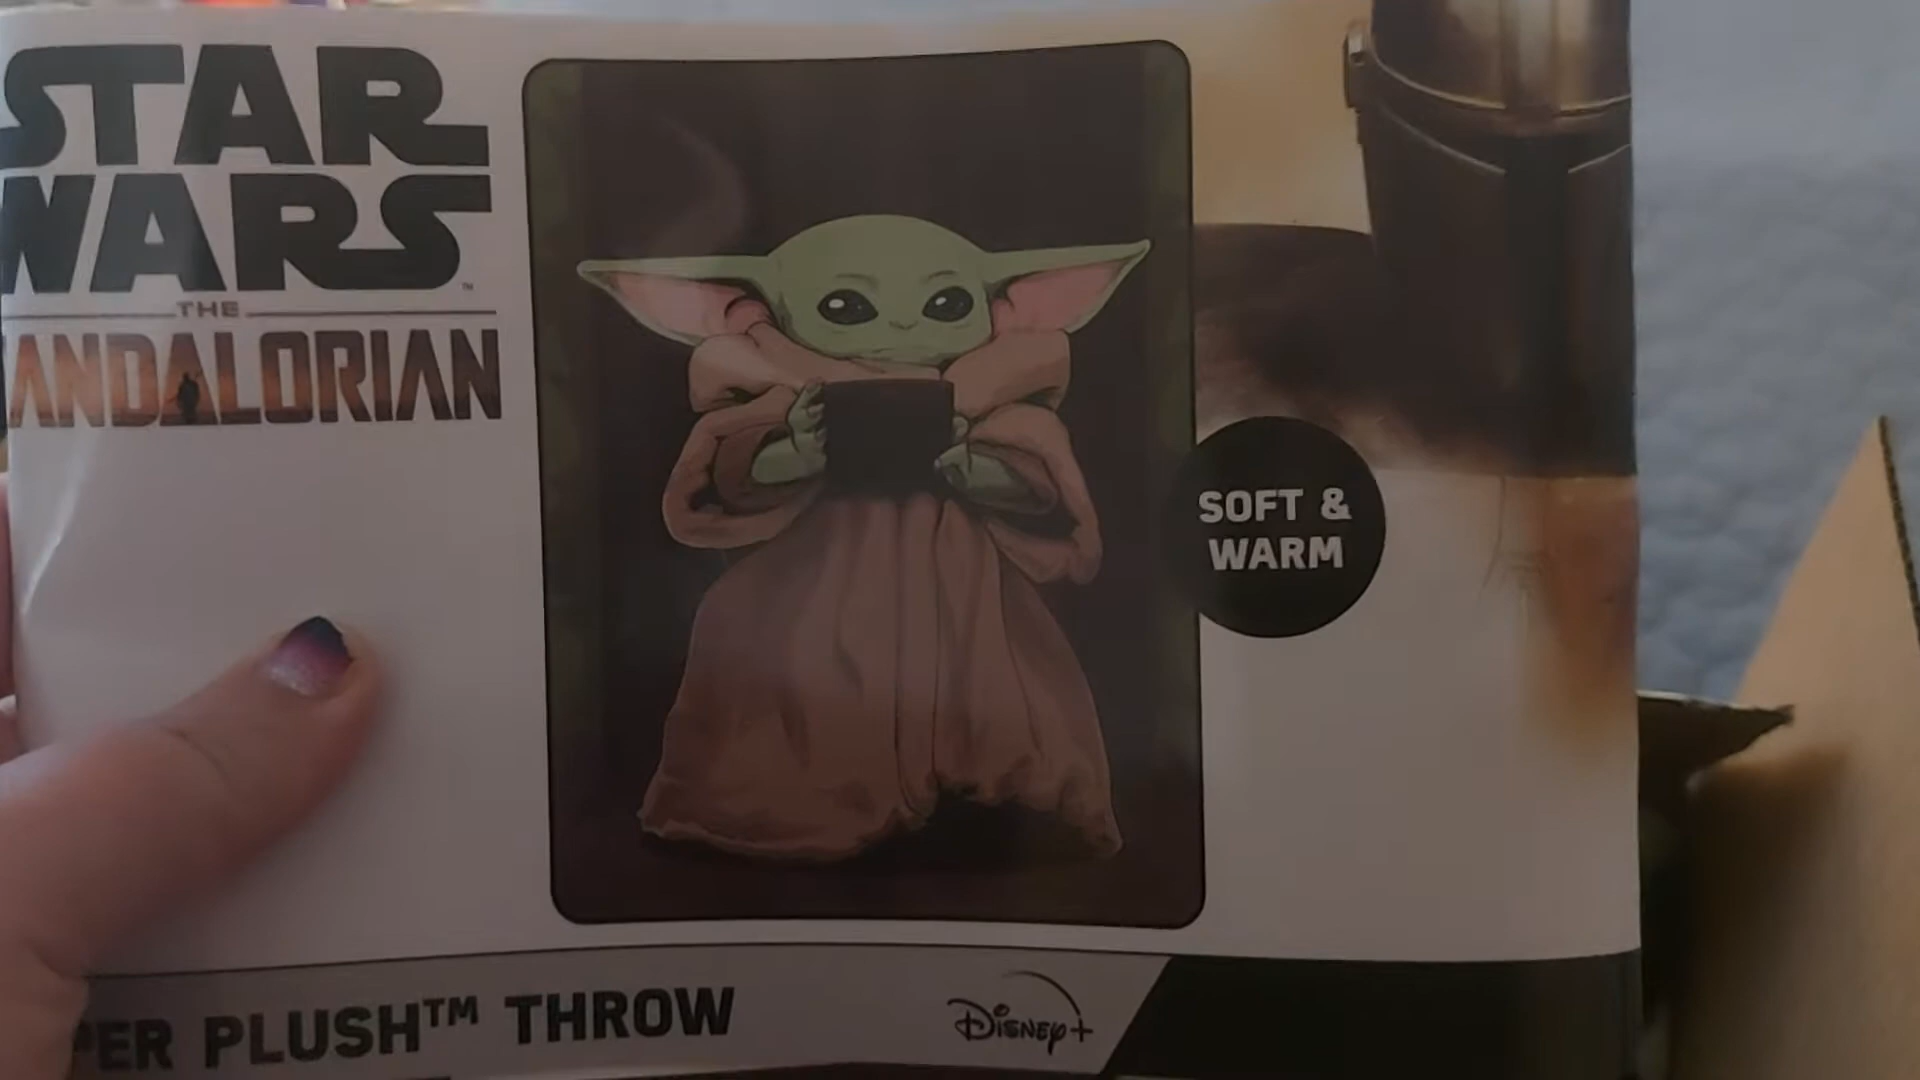 STAR
WARS
THE
ANDALORIAN
SOFT &
WARM
PER PLUSH™ THROW
Disney+